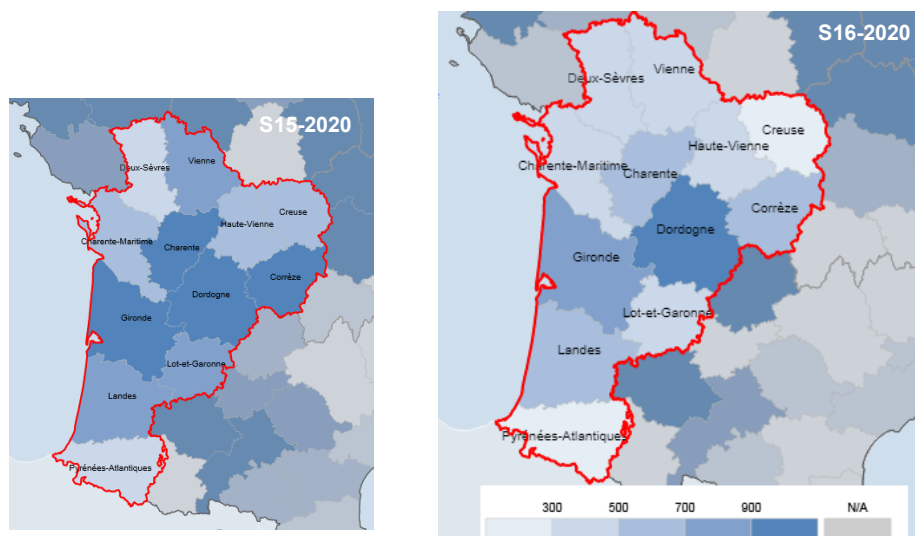 S15-2020
Vienne
Deux-Sèvres
Creuse
Haute-Vienne
Charente-Maritime
Charente
Corrèze
Dordogne
Gironde
Lot-et-Garonne
Landes
Pyrénées-Atlantiques
S16-2020
Vienne
Deux-Sèvres
Creuse
Haute-Vienne
Charente-Maritime
Charente
Corrèze
Dordogne
Gironde
Lot-et-Garonne
Landes
Pyrénées-Atlantiques
300 500 700 900 N/A